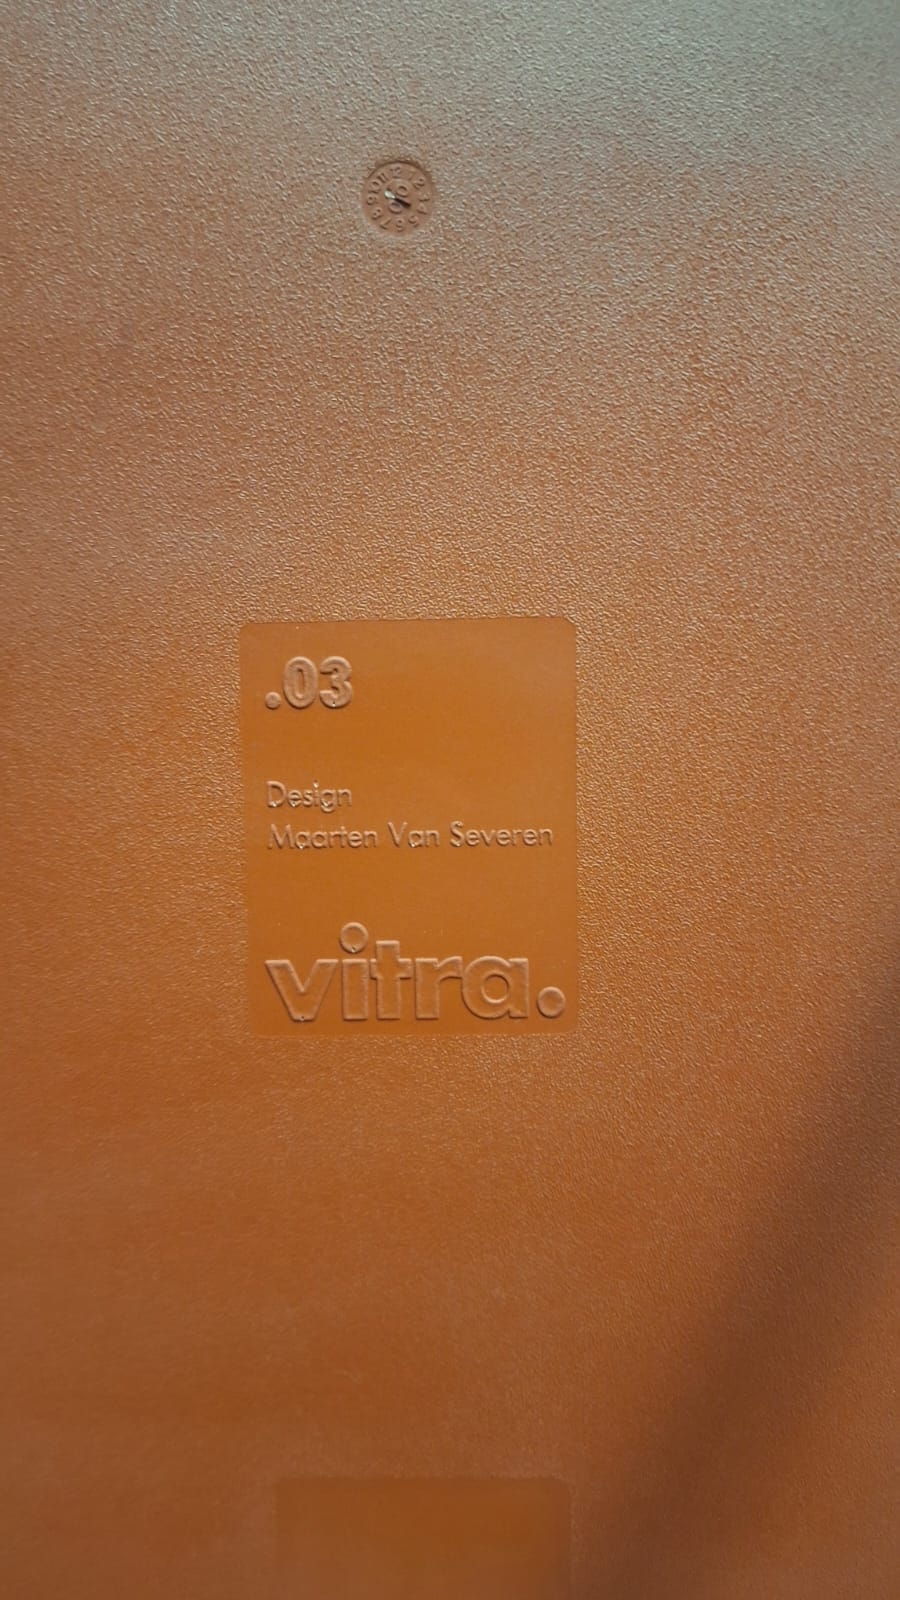 .03
Design
Maarten Van Severen
vitra.